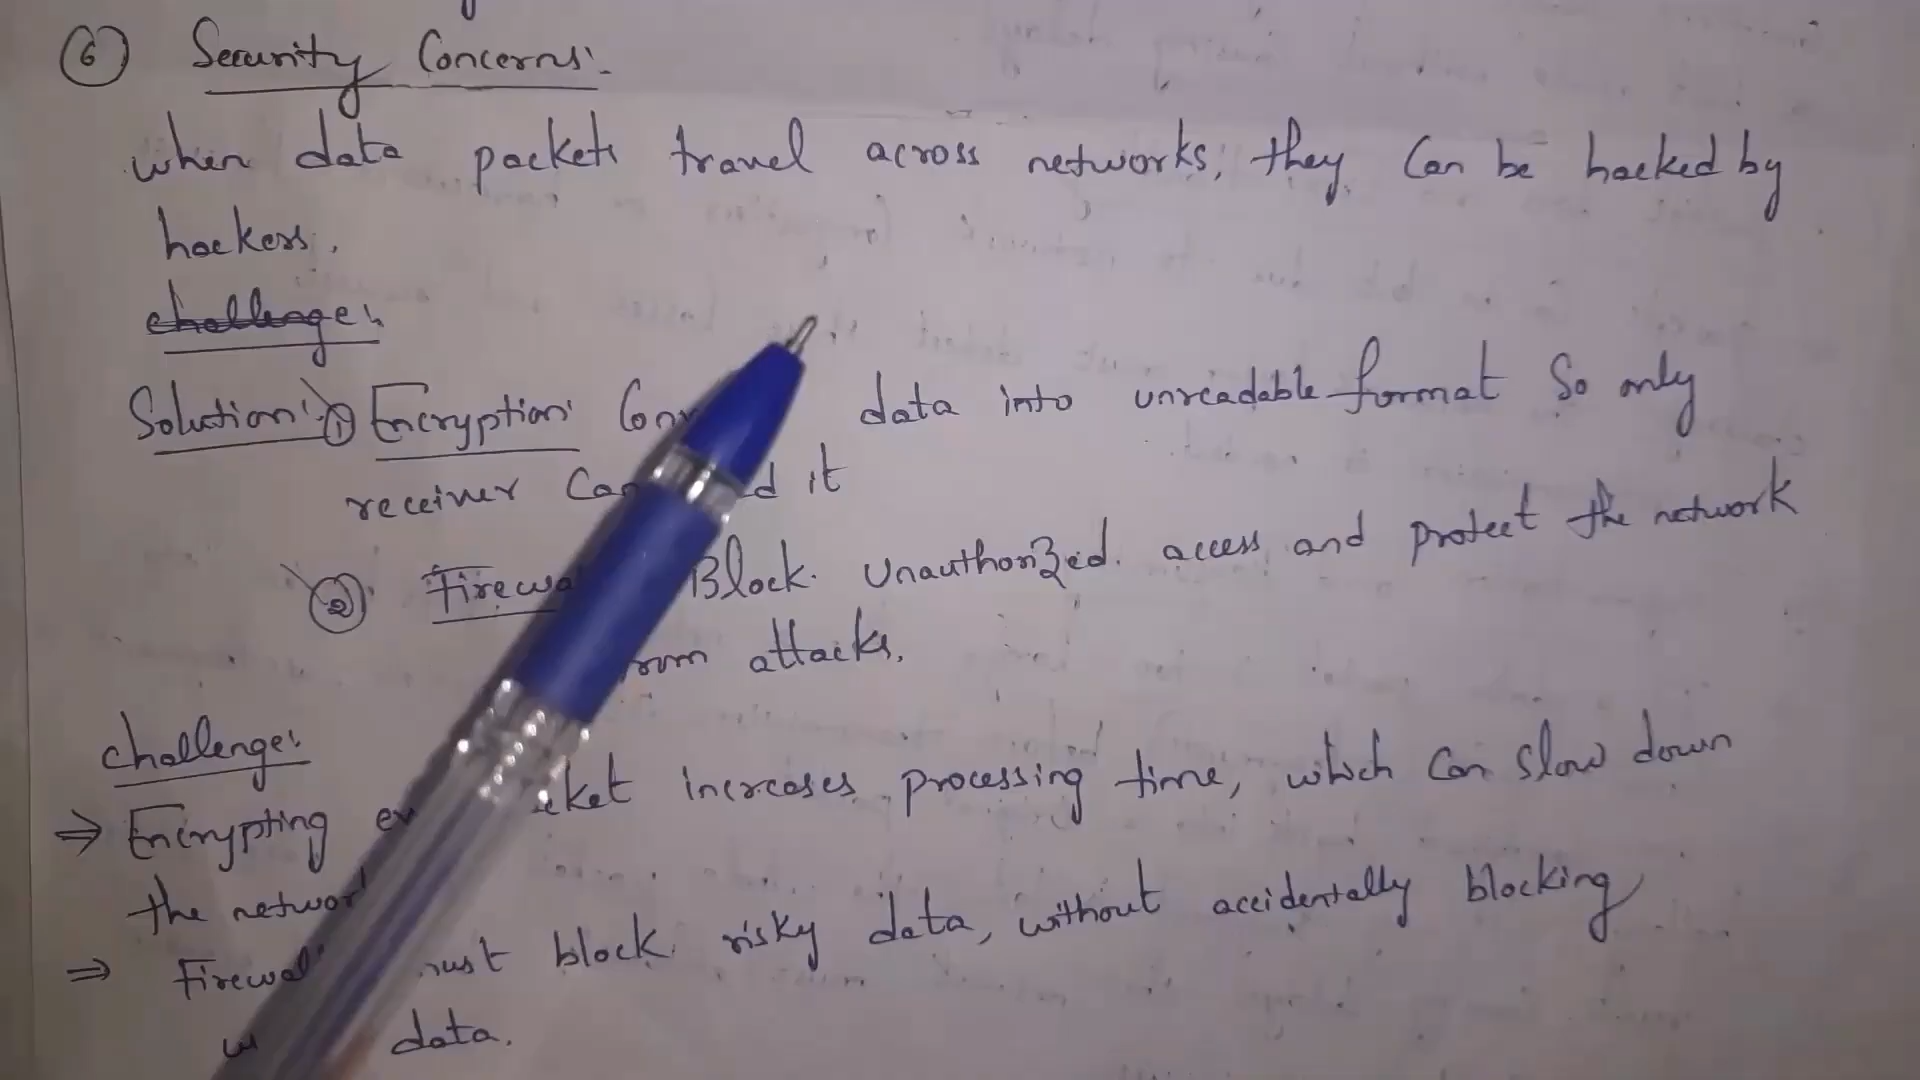 6 Security Concerns:-
when data packets travel across networks, they can be hacked by
hackers.
challenge:
Solution: 1 Encryption: data into unreadable format so only
receiver it
2. Block unauthorized access and protect the network
attacks.
challenge:
⇒ Encrypting increases processing time, which can slow down
the
⇒ block risky data, without accidentally blocking
data.